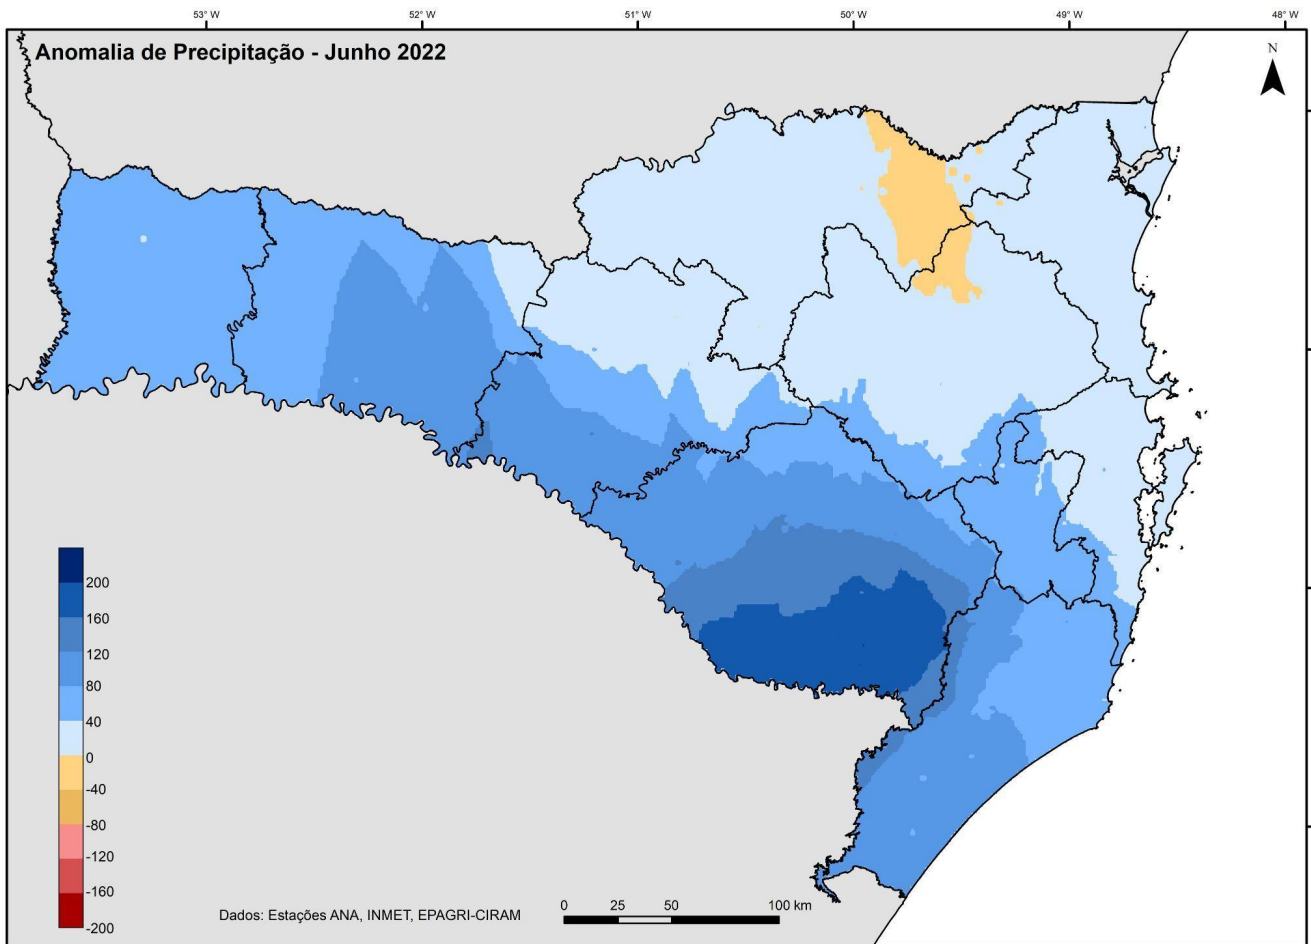 53° W 52° W 51° W 50° W 49° W 48° W
Anomalia de Precipitação - Junho 2022
N
200
160
120
80
40
0
-40
-80
-120
-160
-200
Dados: Estações ANA, INMET, EPAGRI-CIRAM
0 25 50 100 km